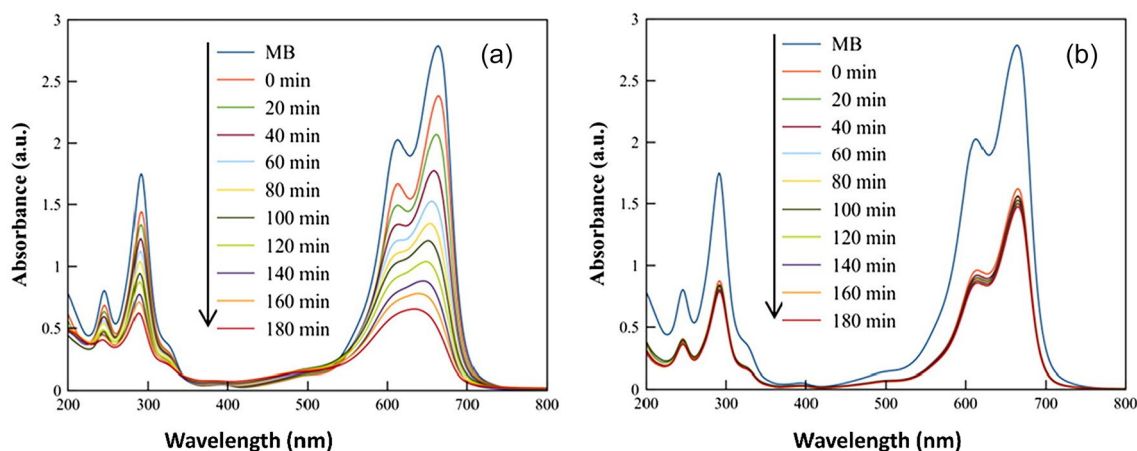 (a)
3
2.5
2
1.5
1
0.5
0
Absorbance (a.u.)
MB
0 min
20 min
40 min
60 min
80 min
100 min
120 min
140 min
160 min
180 min
200 300 400 500 600 700 800
Wavelength (nm)
(b)
3
2.5
2
1.5
1
0.5
0
Absorbance (a.u.)
MB
0 min
20 min
40 min
60 min
80 min
100 min
120 min
140 min
160 min
180 min
200 300 400 500 600 700 800
Wavelength (nm)